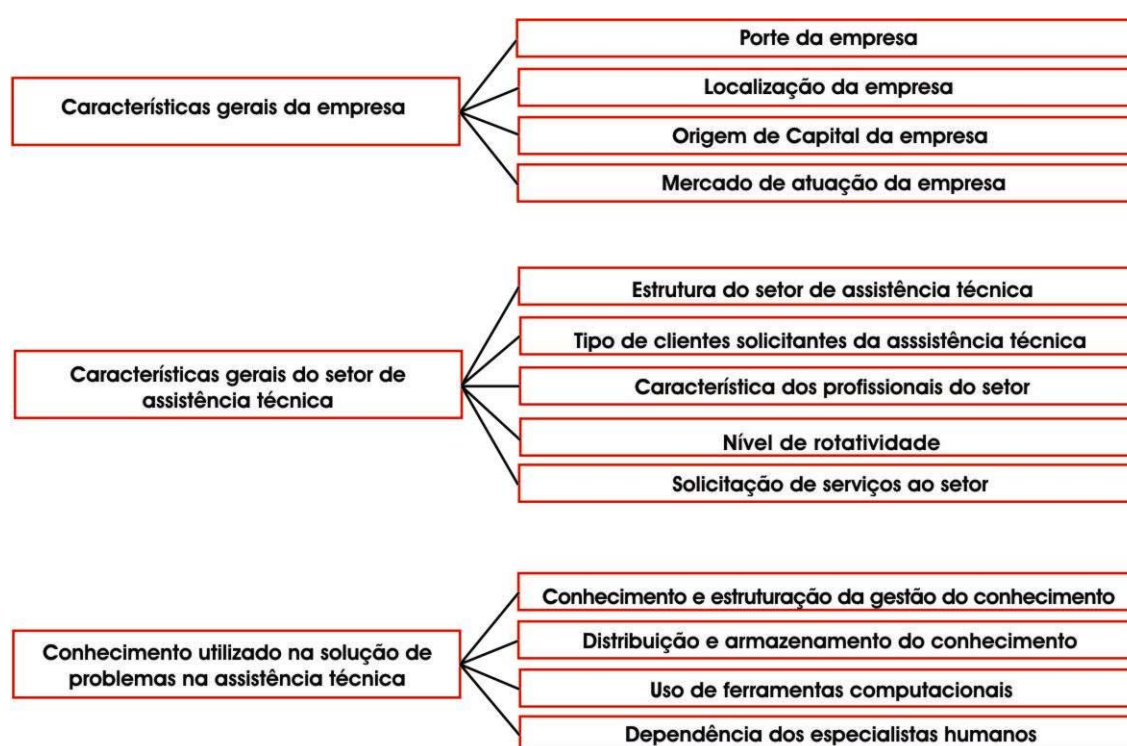 Características gerais da empresa
Porte da empresa
Localização da empresa
Origem de Capital da empresa
Mercado de atuação da empresa
Características gerais do setor de
assistência técnica
Estrutura do setor de assistência técnica
Tipo de clientes solicitantes da asssistência técnica
Característica dos profissionais do setor
Nível de rotatividade
Solicitação de serviços ao setor
Conhecimento utilizado na solução de
problemas na assistência técnica
Conhecimento e estruturação da gestão do conhecimento
Distribuição e armazenamento do conhecimento
Uso de ferramentas computacionais
Dependência dos especialistas humanos